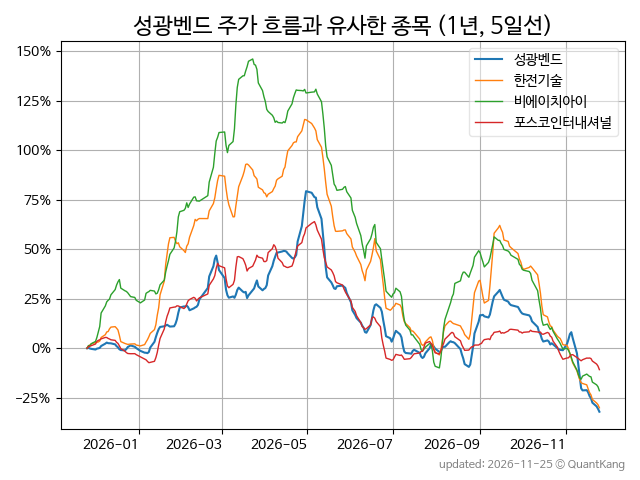 성광벤드 주가 흐름과 유사한 종목 (1년, 5일선)
성광벤드
한전기술
비에이치아이
포스코인터내셔널
150%
125%
100%
75%
50%
25%
0%
−25%
2026−01
2026−03
2026−05
2026−07
2026−09
2026−11
updated: 2026-11-25 © QuantKang